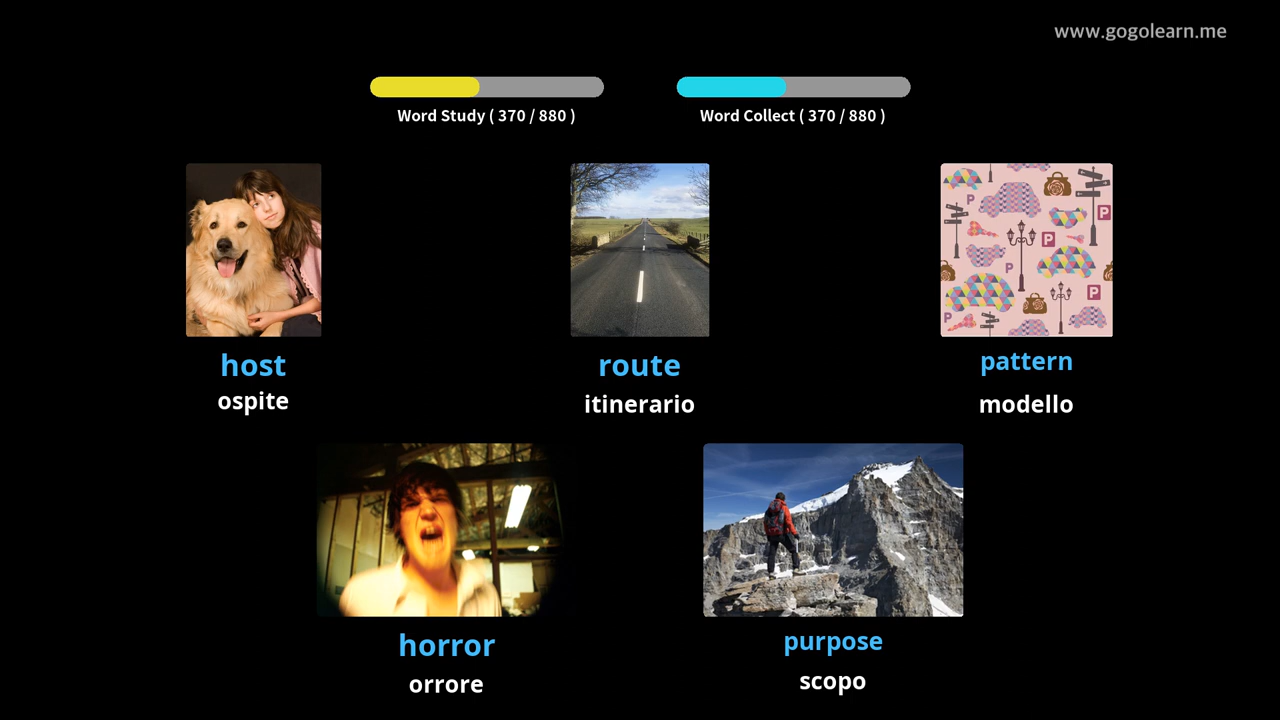 www.gogolearn.me
Word Study ( 370 / 880 )
Word Collect ( 370 / 880 )
P
P
P
P
P
P
host
ospite
route
itinerario
pattern
modello
horror
orrore
purpose
scopo